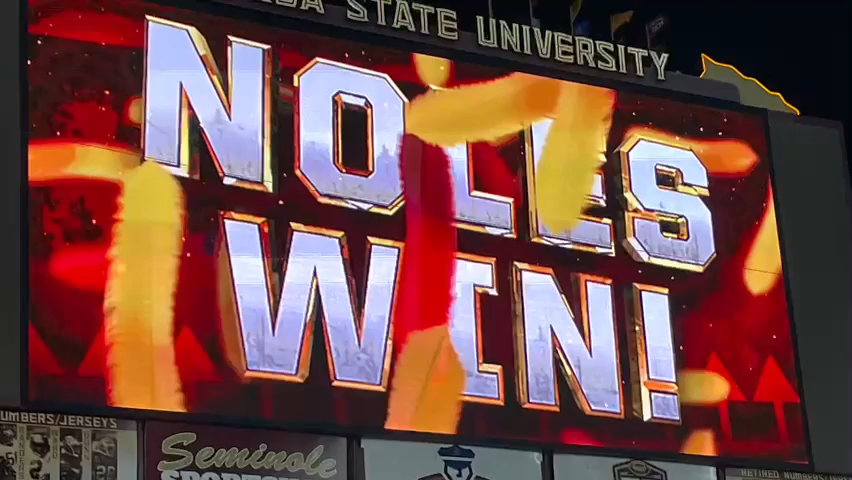 STATE UNIVERSITY
NOLES
WIN!
NUMBERS/JERSEYS
Seminole
RETIRED NUMBERS/